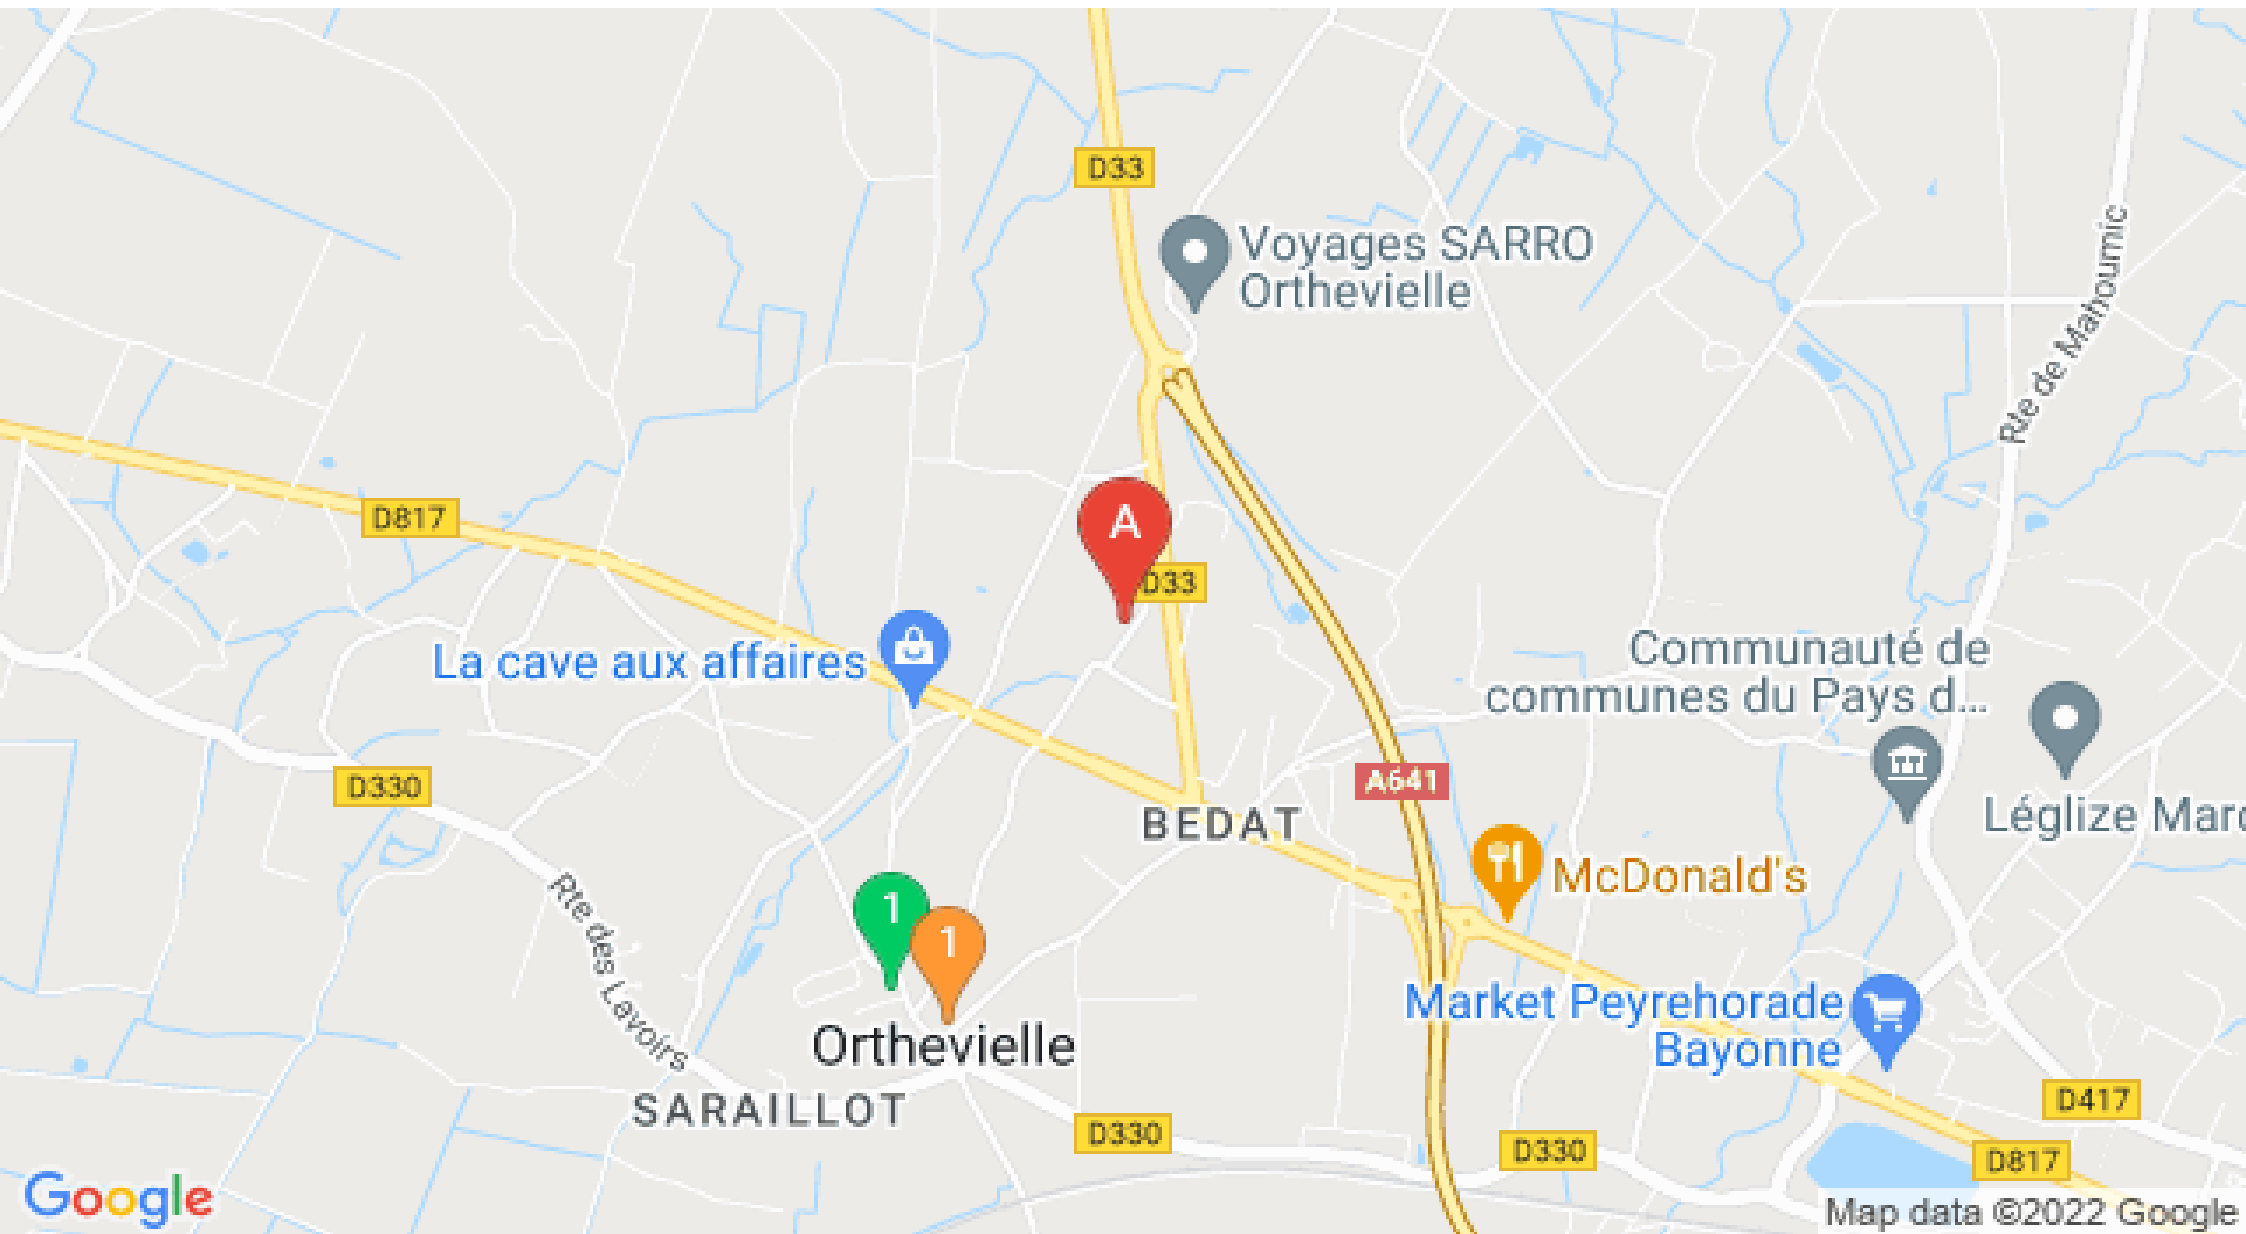 D33
Voyages SARRO
Orthevielle
Rte de Mahoumic
D817
A
D33
La cave aux affaires
Communauté de
communes du Pays d...
D330
A641
BEDAT
Léglize Marc
McDonald's
1
1
Rte des Lavoirs
Market Peyrehorade
Bayonne
Orthevielle
SARAILLOT
D417
D330
D330
D817
Google
Map data ©2022 Google